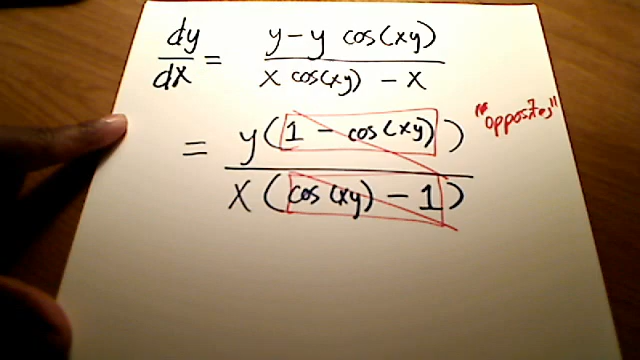 dy/dx = (y - y cos(xy)) / (x cos(xy) - x)
"opposites"
= y(1 - cos(xy)) / x(cos(xy) - 1)